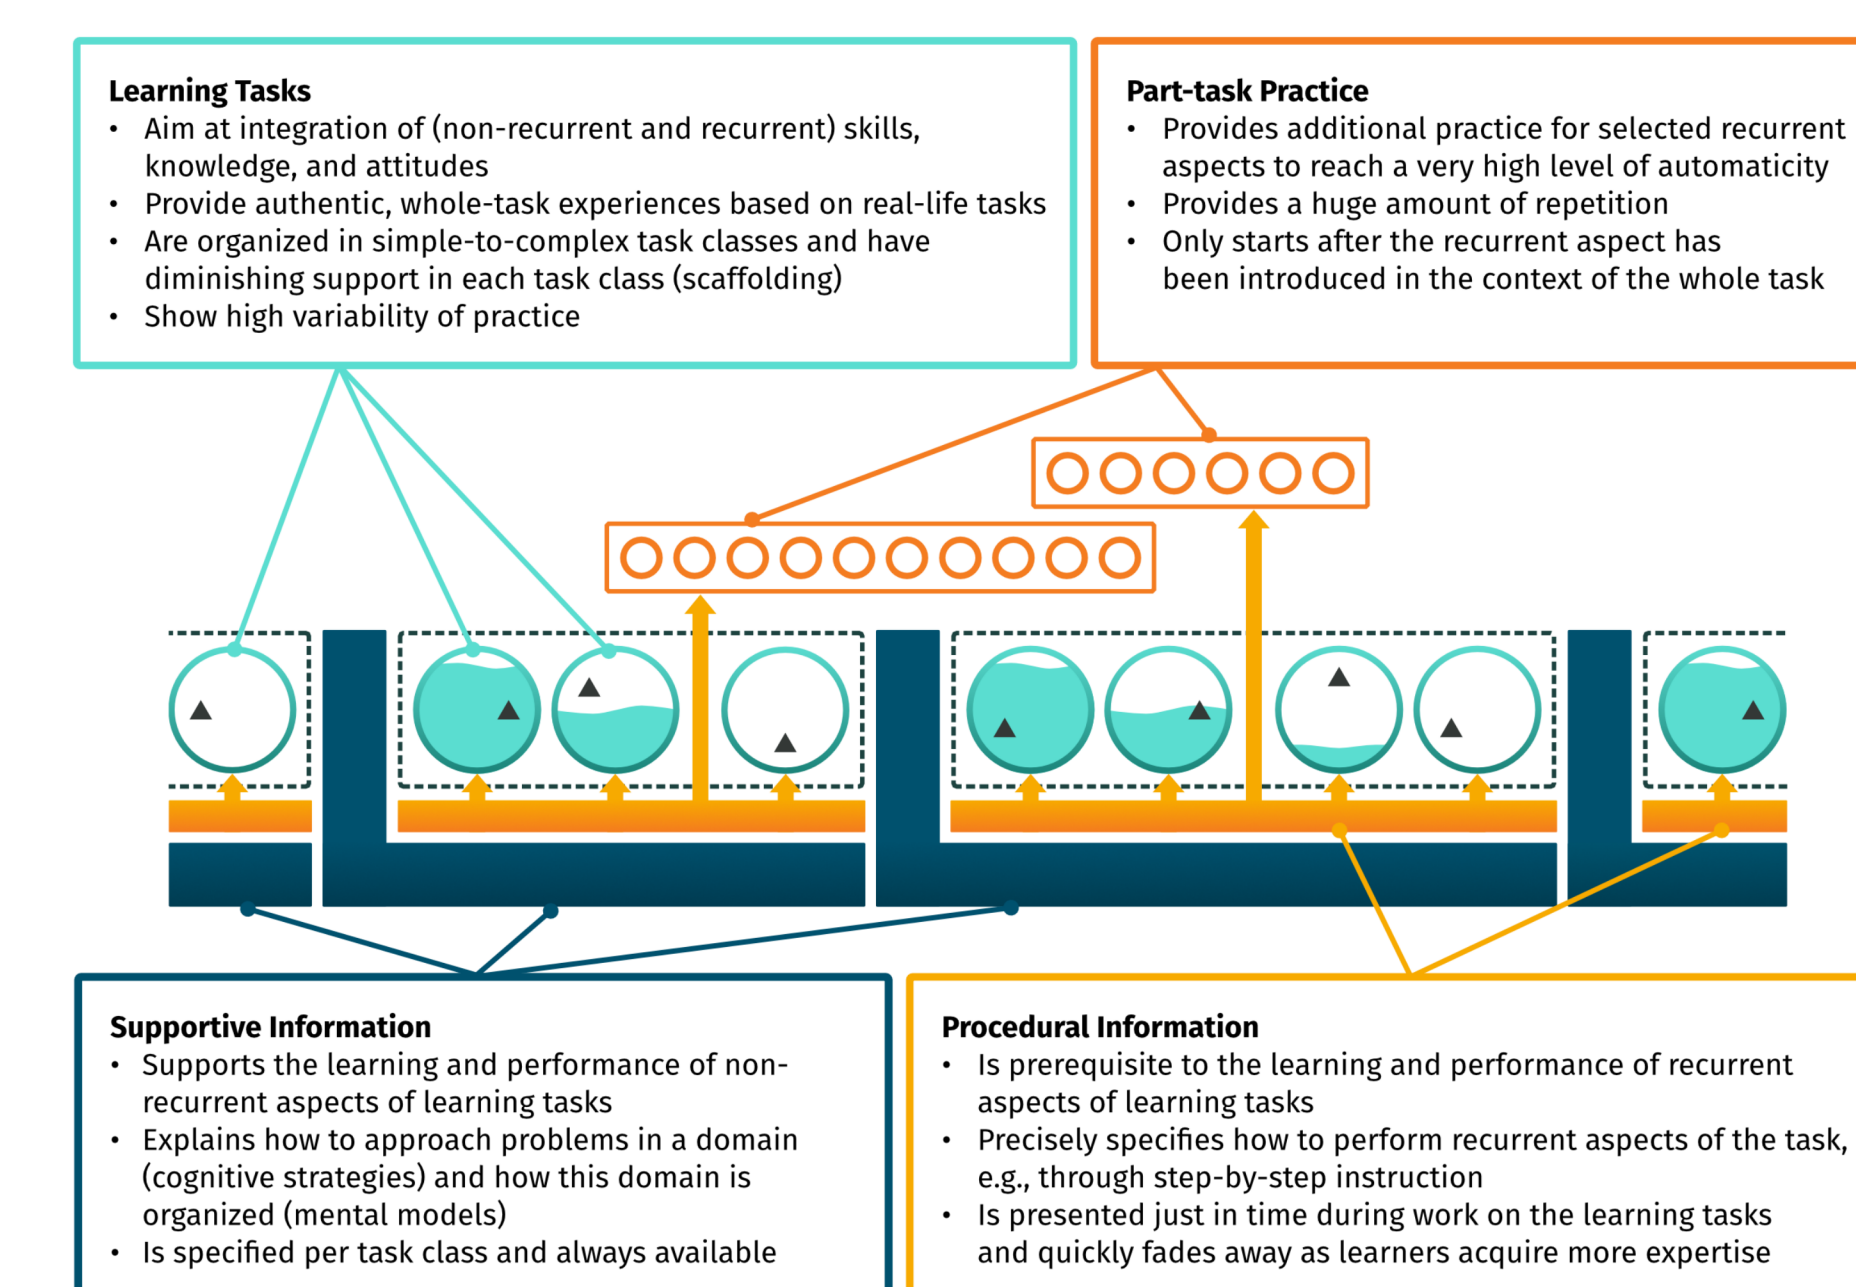 Learning Tasks
• Aim at integration of (non-recurrent and recurrent) skills,
knowledge, and attitudes
• Provide authentic, whole-task experiences based on real-life tasks
• Are organized in simple-to-complex task classes and have
diminishing support in each task class (scaffolding)
• Show high variability of practice
Part-task Practice
• Provides additional practice for selected recurrent
aspects to reach a very high level of automaticity
• Provides a huge amount of repetition
• Only starts after the recurrent aspect has
been introduced in the context of the whole task
Supportive Information
• Supports the learning and performance of non-
recurrent aspects of learning tasks
• Explains how to approach problems in a domain
(cognitive strategies) and how this domain is
organized (mental models)
• Is specified per task class and always available
Procedural Information
• Is prerequisite to the learning and performance of recurrent
aspects of learning tasks
• Precisely specifies how to perform recurrent aspects of the task,
e.g., through step-by-step instruction
• Is presented just in time during work on the learning tasks
and quickly fades away as learners acquire more expertise